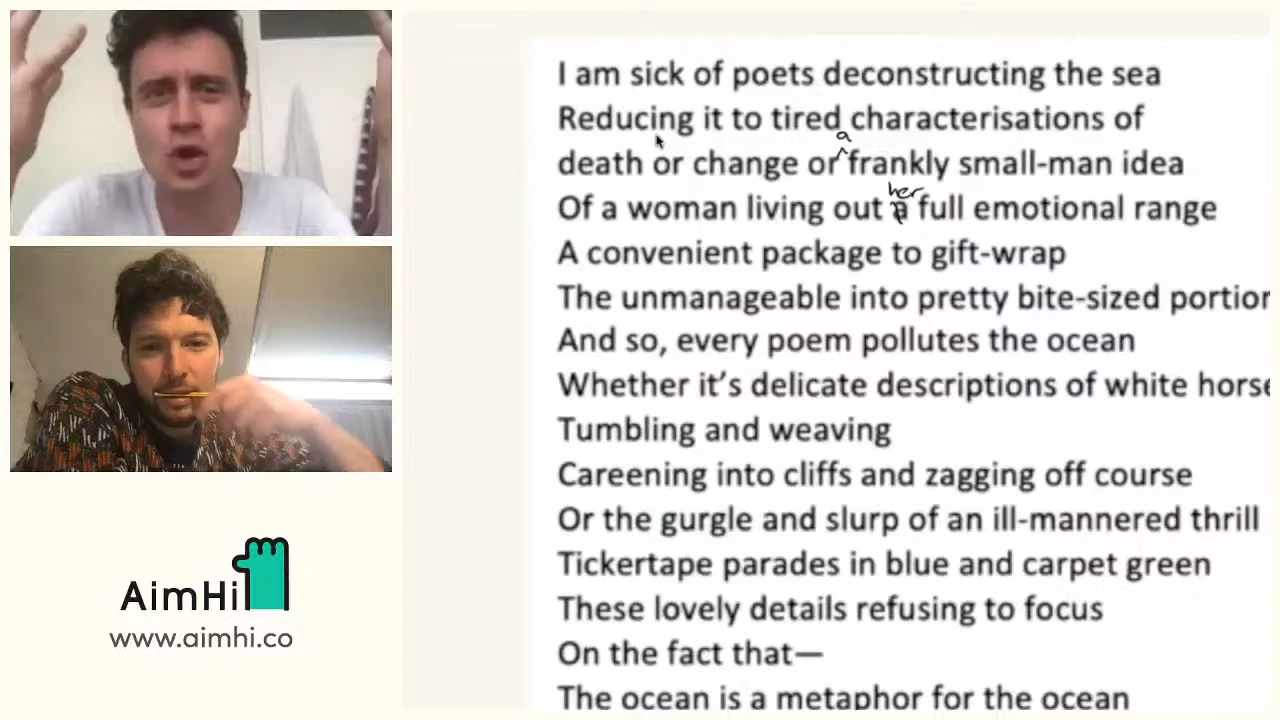 I am sick of poets deconstructing the sea
Reducing it to tired characterisations of
a
death or change or^frankly small-man idea
her
Of a woman living out a full emotional range
A convenient package to gift-wrap
The unmanageable into pretty bite-sized portion
And so, every poem pollutes the ocean
Whether it's delicate descriptions of white horse
Tumbling and weaving
Careening into cliffs and zagging off course
Or the gurgle and slurp of an ill-mannered thrill
Tickertape parades in blue and carpet green
These lovely details refusing to focus
On the fact that—
The ocean is a metaphor for the ocean
AimHi
www.aimhi.co